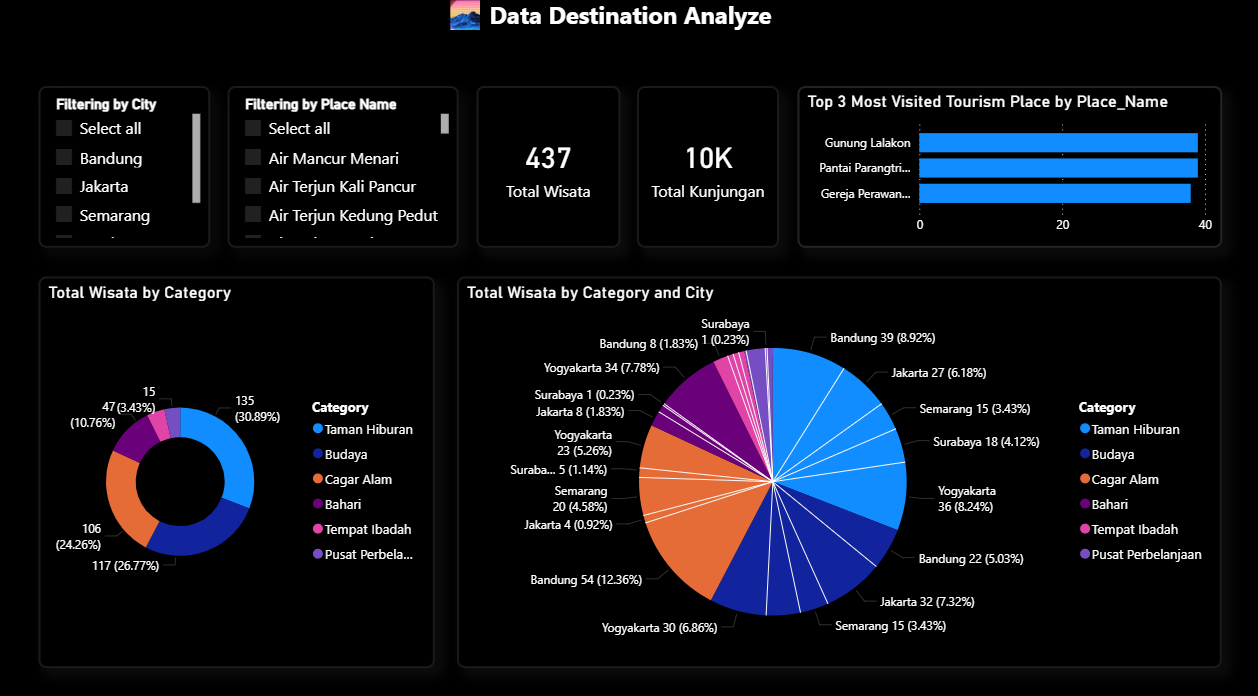 Data Destination Analyze
Filtering by City
Select all
Bandung
Jakarta
Semarang
Filtering by Place Name
Select all
Air Mancur Menari
Air Terjun Kali Pancur
Air Terjun Kedung Pedut
437
Total Wisata
10K
Total Kunjungan
Top 3 Most Visited Tourism Place by Place_Name
Gunung Lalakon
Pantai Parangtri...
Gereja Perawan...
0
20
40
Total Wisata by Category
135
(30.89%)
117 (26.77%)
106
(24.26%)
47
(10.76%)
15
(3.43%)
Category
Taman Hiburan
Budaya
Cagar Alam
Bahari
Tempat Ibadah
Pusat Perbela...
Total Wisata by Category and City
Bandung 39 (8.92%)
Jakarta 27 (6.18%)
Semarang 15 (3.43%)
Surabaya 18 (4.12%)
Yogyakarta
36 (8.24%)
Bandung 22 (5.03%)
Jakarta 32 (7.32%)
Semarang 15 (3.43%)
Yogyakarta 30 (6.86%)
Bandung 54 (12.36%)
Jakarta 4 (0.92%)
Semarang
20 (4.58%)
Suraba... 5 (1.14%)
Yogyakarta
23 (5.26%)
Jakarta 8 (1.83%)
Surabaya 1 (0.23%)
Yogyakarta 34 (7.78%)
Bandung 8 (1.83%)
Surabaya
1 (0.23%)
Category
Taman Hiburan
Budaya
Cagar Alam
Bahari
Tempat Ibadah
Pusat Perbelanjaan